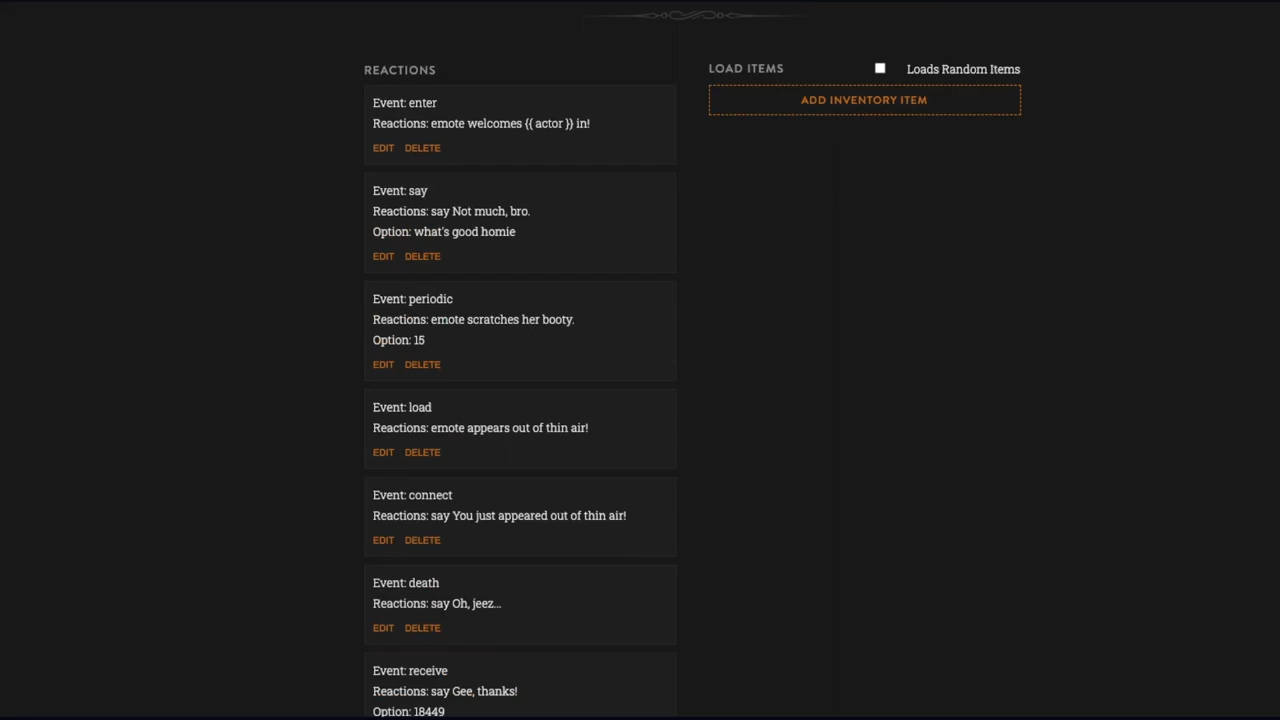 REACTIONS
Event: enter
Reactions: emote welcomes {{ actor }} in!
EDIT DELETE
Event: say
Reactions: say Not much, bro.
Option: what's good homie
EDIT DELETE
Event: periodic
Reactions: emote scratches her booty.
Option: 15
EDIT DELETE
Event: load
Reactions: emote appears out of thin air!
EDIT DELETE
Event: connect
Reactions: say You just appeared out of thin air!
EDIT DELETE
Event: death
Reactions: say Oh, jeez...
EDIT DELETE
Event: receive
Reactions: say Gee, thanks!
Option: 18449
LOAD ITEMS
Loads Random Items
ADD INVENTORY ITEM